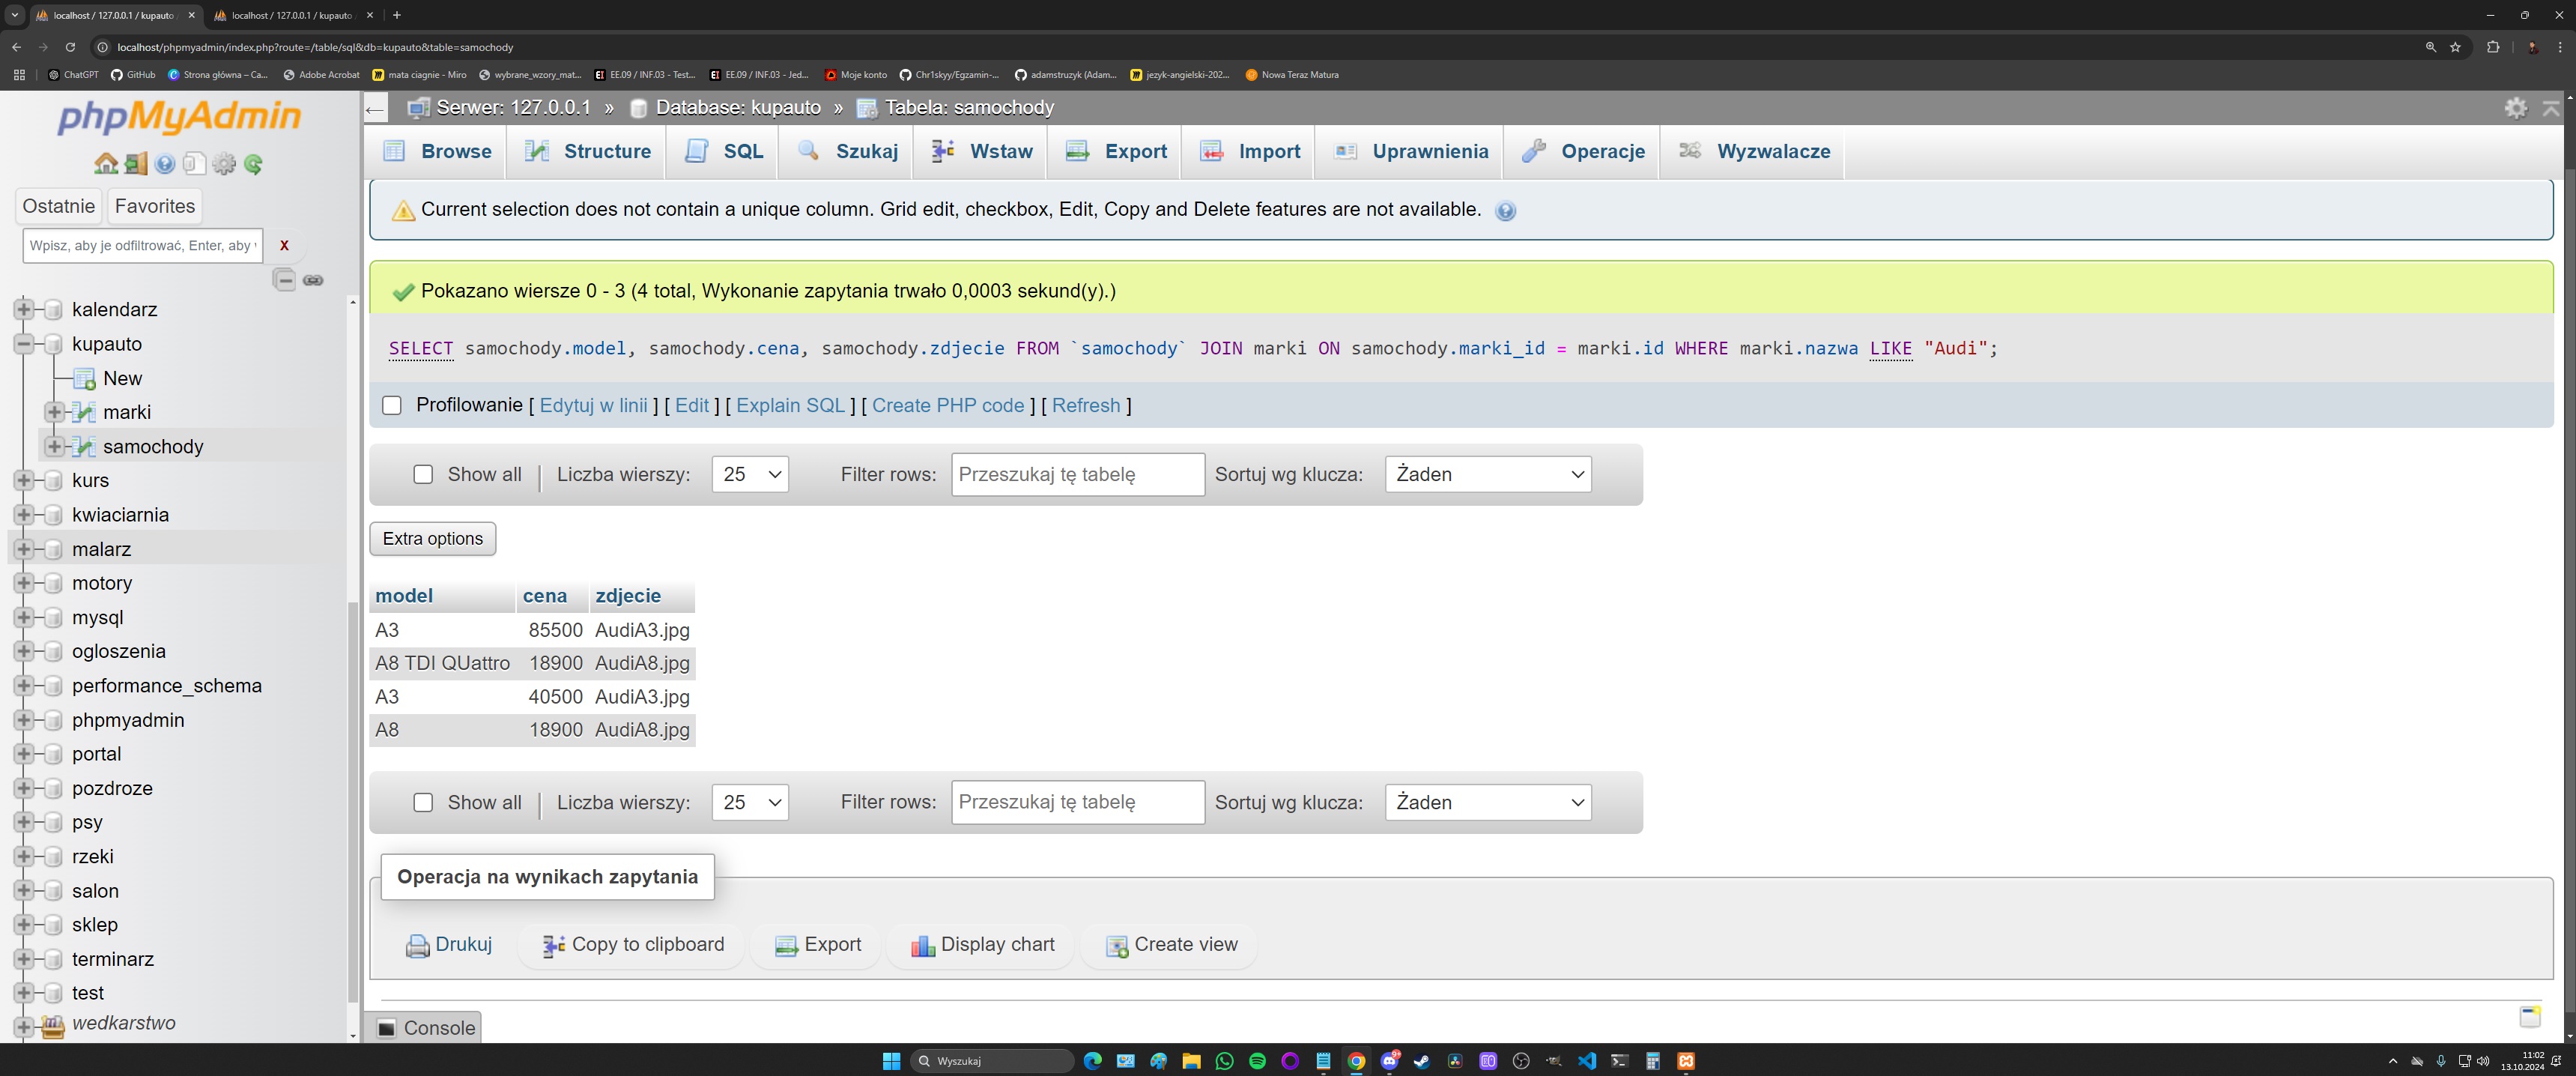 localhost / 127.0.0.1 / kupauto
localhost / 127.0.0.1 / kupauto
localhost/phpmyadmin/index.php?route=/table/sql&db=kupauto&table=samochody
ChatGPT
GitHub
Strona główna – Ca...
Adobe Acrobat
mata ciagnie - Miro
wybrane_wzory_mat...
EE.09 / INF.03 - Test...
EE.09 / INF.03 - Jed...
Moje konto
Chr1skyy/Egzamin-...
adamstruzyk (Adam...
jezyk-angielski-202...
Nowa Teraz Matura
phpMyAdmin
Ostatnie
Favorites
Wpisz, aby je odfiltrować, Enter, aby
X
kalendarz
kupauto
New
marki
samochody
kurs
kwiaciarnia
malarz
motory
mysql
ogloszenia
performance_schema
phpmyadmin
portal
pozdroze
psy
rzeki
salon
sklep
terminarz
test
wedkarstwo
Serwer: 127.0.0.1 » Database: kupauto » Tabela: samochody
Browse
Structure
SQL
Szukaj
Wstaw
Export
Import
Uprawnienia
Operacje
Wyzwalacze
Current selection does not contain a unique column. Grid edit, checkbox, Edit, Copy and Delete features are not available.
Pokazano wiersze 0 - 3 (4 total, Wykonanie zapytania trwało 0,0003 sekund(y).)
SELECT samochody.model, samochody.cena, samochody.zdjecie FROM `samochody` JOIN marki ON samochody.marki_id = marki.id WHERE marki.nazwa LIKE "Audi";
Profilowanie [ Edytuj w linii ] [ Edit ] [ Explain SQL ] [ Create PHP code ] [ Refresh ]
Show all | Liczba wierszy: 25 Filter rows: Przeszukaj tę tabelę Sortuj wg klucza: Żaden
Extra options
model cena zdjecie
A3 85500 AudiA3.jpg
A8 TDI QUattro 18900 AudiA8.jpg
A3 40500 AudiA3.jpg
A8 18900 AudiA8.jpg
Show all | Liczba wierszy: 25 Filter rows: Przeszukaj tę tabelę Sortuj wg klucza: Żaden
Operacja na wynikach zapytania
Drukuj
Copy to clipboard
Export
Display chart
Create view
Console
Wyszukaj
11:02
13.10.2024